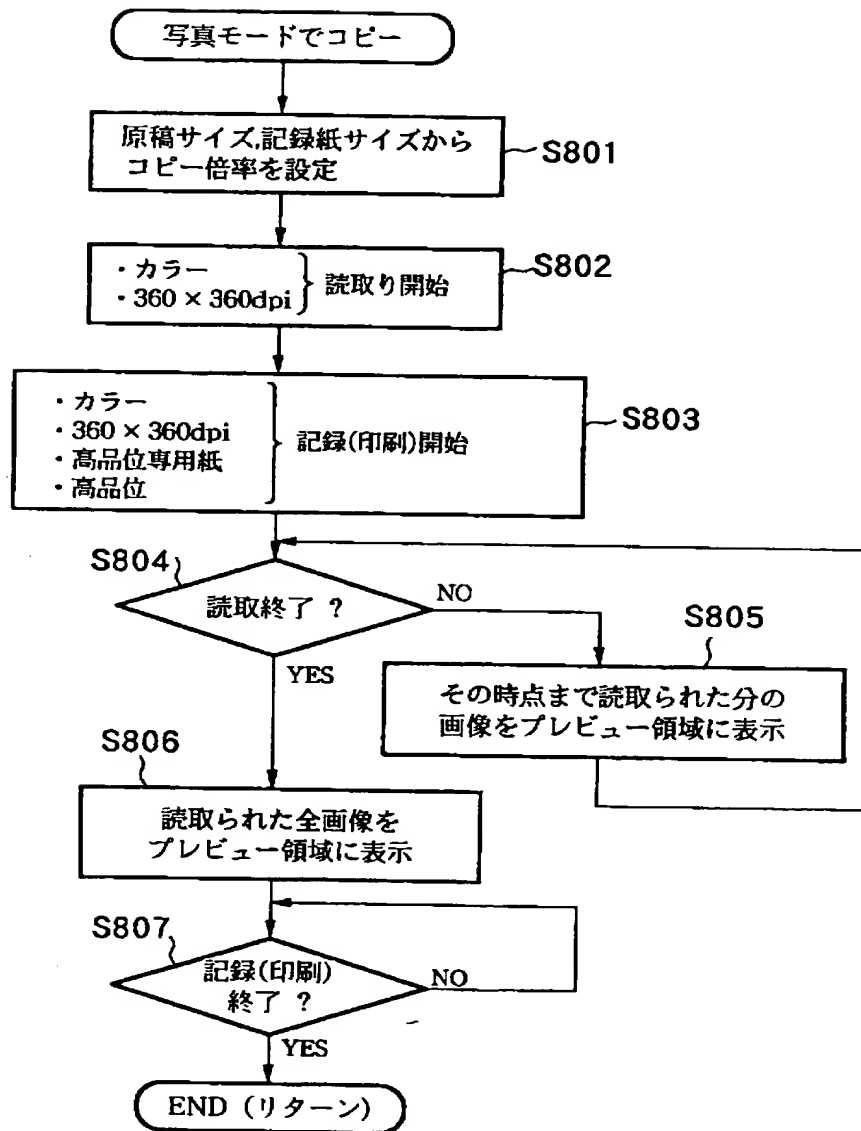 写真モードでコピー
原稿サイズ,記録紙サイズから
コピー倍率を設定
S801
・カラー
・360×360dpi
読取り開始
S802
・カラー
・360×360dpi
・高品位専用紙
・高品位
記録(印刷)開始
S803
S804
読取終了 ?
NO
YES
S805
その時点まで読取られた分の
画像をプレビュー領域に表示
S806
読取られた全画像を
プレビュー領域に表示
S807
記録(印刷)
終了 ?
NO
YES
END (リターン)